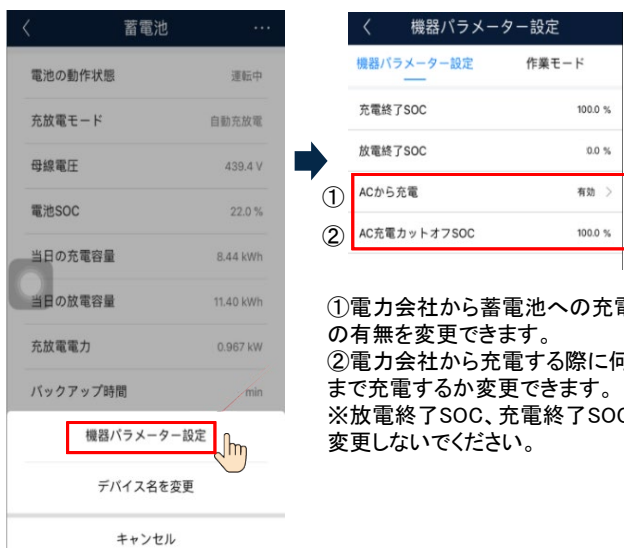 蓄電池
電池の動作状態 運転中
充放電モード 自動充放電
母線電圧 439.4 V
電池SOC 22.0 %
当日の充電容量 8.44 kWh
当日の放電容量 11.40 kWh
充放電電力 0.967 kW
バックアップ時間 min
機器パラメーター設定
デバイス名を変更
キャンセル
機器パラメーター設定
機器パラメーター設定 作業モード
充電終了SOC 100.0 %
放電終了SOC 0.0 %
① ACから充電 有効
② AC充電カットオフSOC 100.0 %
①電力会社から蓄電池への充電
の有無を変更できます。
②電力会社から充電する際に何
まで充電するか変更できます。
※放電終了SOC、充電終了SOC
変更しないでください。